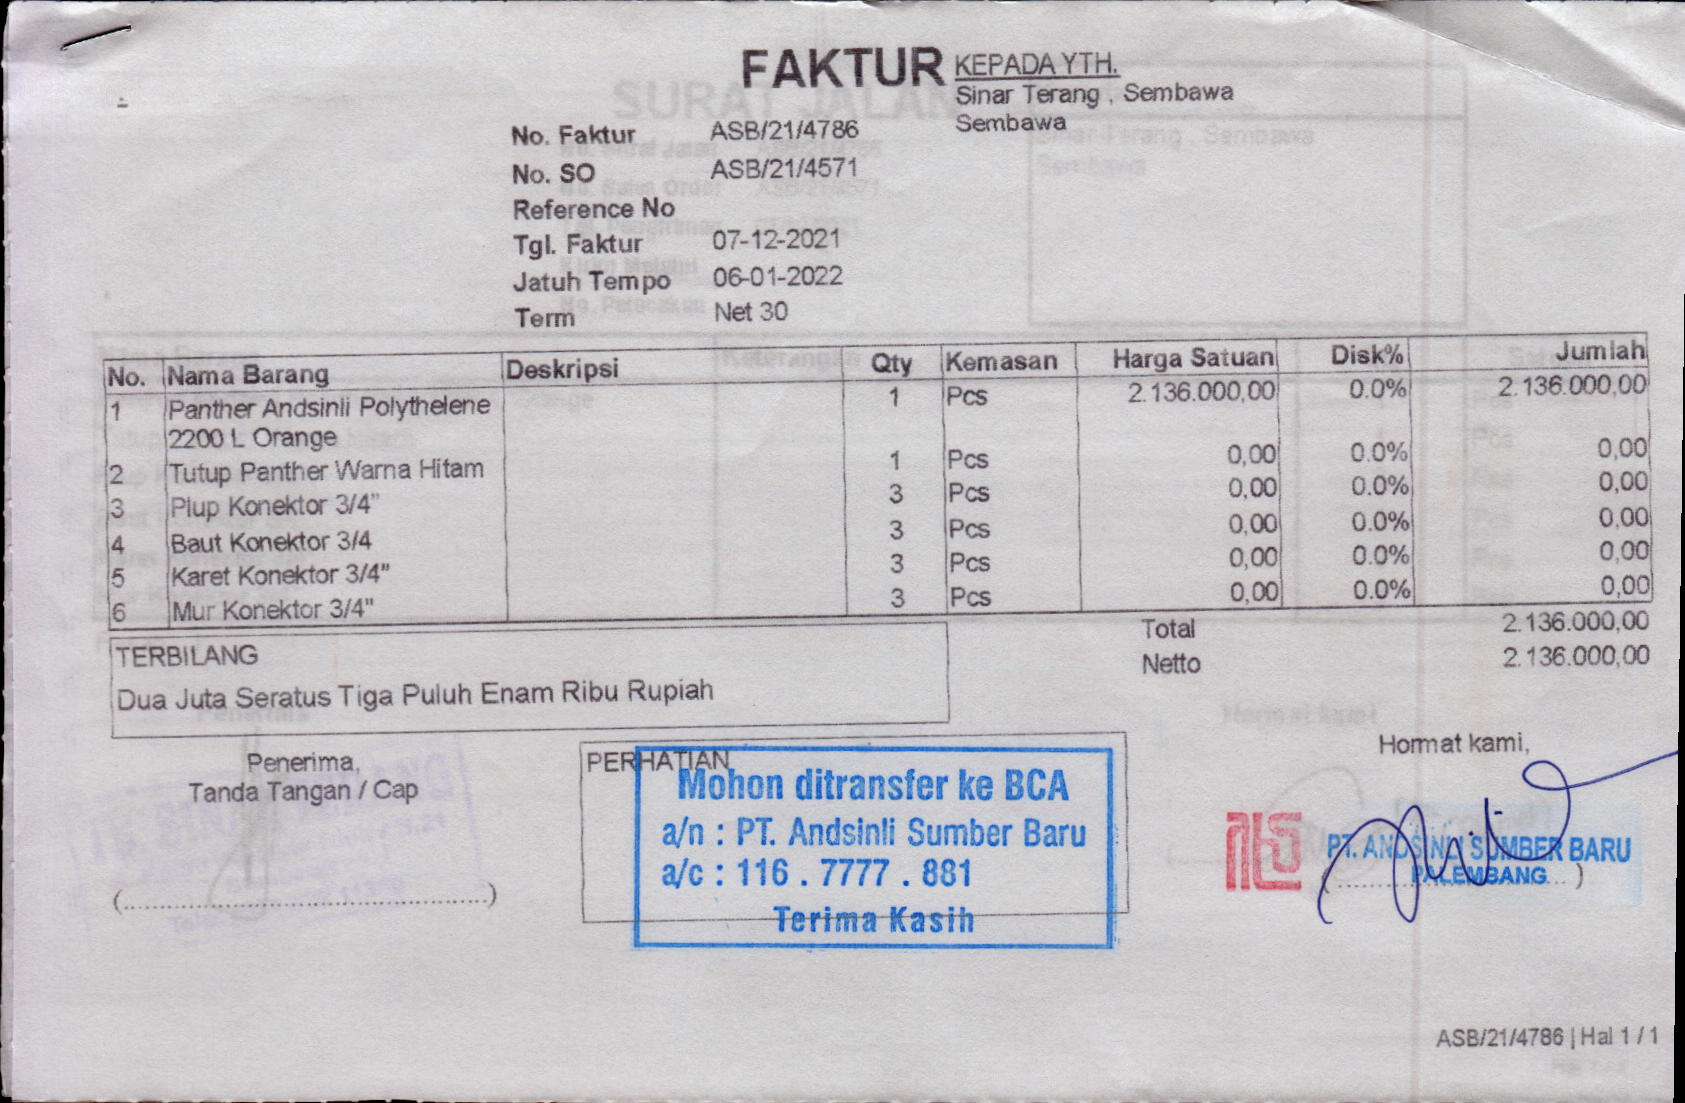 FAKTUR
KEPADA YTH.
Sinar Terang , Sembawa
Sembawa
No. Faktur ASB/21/4786
No. SO ASB/21/4571
Reference No
Tgl. Faktur 07-12-2021
Jatuh Tempo 06-01-2022
Term Net 30
No. Nama Barang Deskripsi Qty Kemasan Harga Satuan Disk% Jumlah
1 Panther Andsinli Polythelene 1 Pcs 2.136.000,00 0.0% 2.136.000,00
2200 L Orange
2 Tutup Panther Warna Hitam 1 Pcs 0,00 0.0% 0,00
3 Plup Konektor 3/4" 3 Pcs 0,00 0.0% 0,00
4 Baut Konektor 3/4 3 Pcs 0,00 0.0% 0,00
5 Karet Konektor 3/4" 3 Pcs 0,00 0.0% 0,00
6 Mur Konektor 3/4" 3 Pcs 0,00 0.0% 0,00
Total 2.136.000,00
Netto 2.136.000,00
TERBILANG
Dua Juta Seratus Tiga Puluh Enam Ribu Rupiah
Penerima,
Tanda Tangan / Cap
(................................................)
PERHATIAN
Mohon ditransfer ke BCA
a/n : PT. Andsinli Sumber Baru
a/c : 116 . 7777 . 881
Terima Kasih
Hormat kami,
PT. ANDSINLI SUMBER BARU
PALEMBANG
ASB/21/4786 | Hal 1 / 1